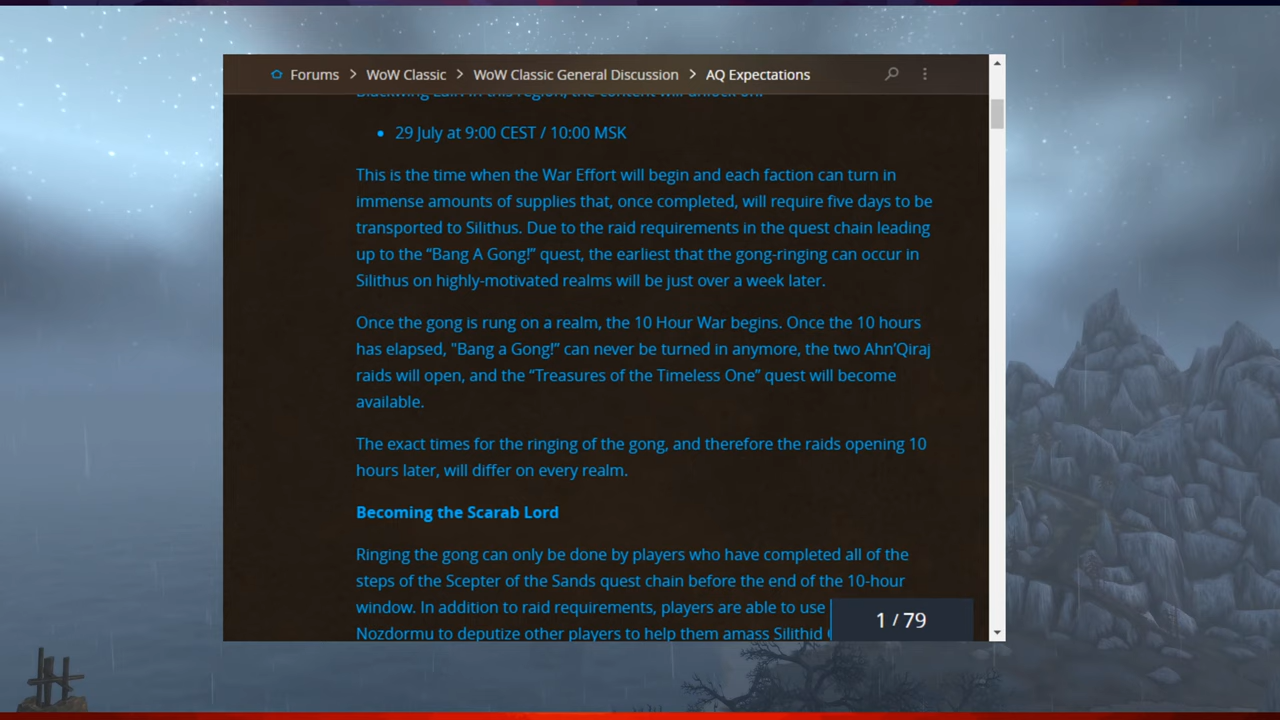 Forums > WoW Classic > WoW Classic General Discussion > AQ Expectations
Blackwing Lair. In this region, the content will unlock on:
• 29 July at 9:00 CEST / 10:00 MSK
This is the time when the War Effort will begin and each faction can turn in
immense amounts of supplies that, once completed, will require five days to be
transported to Silithus. Due to the raid requirements in the quest chain leading
up to the “Bang A Gong!” quest, the earliest that the gong-ringing can occur in
Silithus on highly-motivated realms will be just over a week later.
Once the gong is rung on a realm, the 10 Hour War begins. Once the 10 hours
has elapsed, "Bang a Gong!” can never be turned in anymore, the two Ahn’Qiraj
raids will open, and the “Treasures of the Timeless One” quest will become
available.
The exact times for the ringing of the gong, and therefore the raids opening 10
hours later, will differ on every realm.
Becoming the Scarab Lord
Ringing the gong can only be done by players who have completed all of the
steps of the Scepter of the Sands quest chain before the end of the 10-hour
window. In addition to raid requirements, players are able to use
Nozdormu to deputize other players to help them amass Silithid
1 / 79